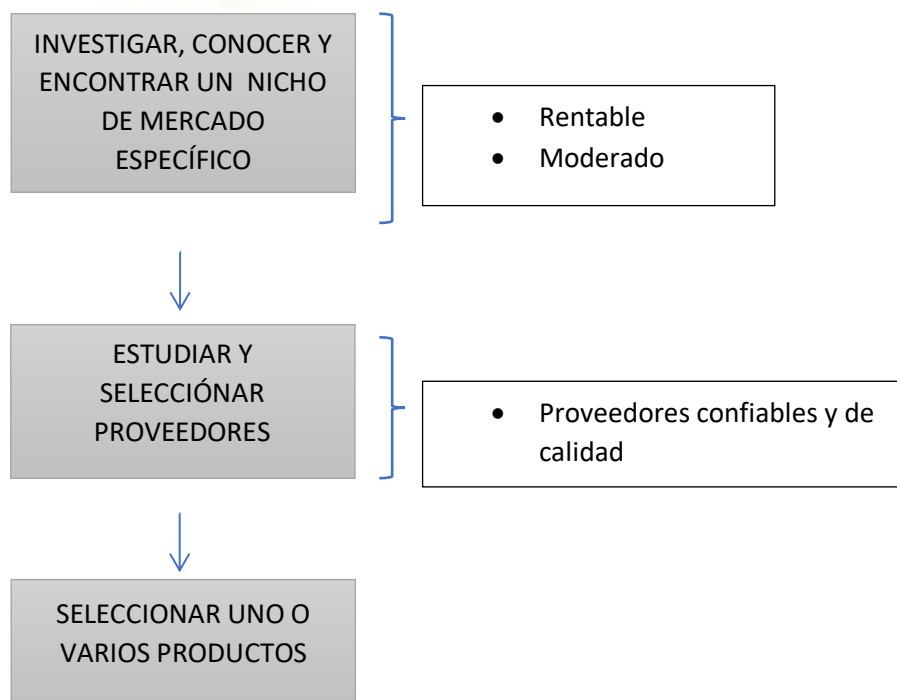 INVESTIGAR, CONOCER Y
ENCONTRAR UN NICHO
DE MERCADO
ESPECÍFICO
• Rentable
• Moderado
ESTUDIAR Y
SELECCIÓNAR
PROVEEDORES
• Proveedores confiables y de
calidad
SELECCIONAR UNO O
VARIOS PRODUCTOS